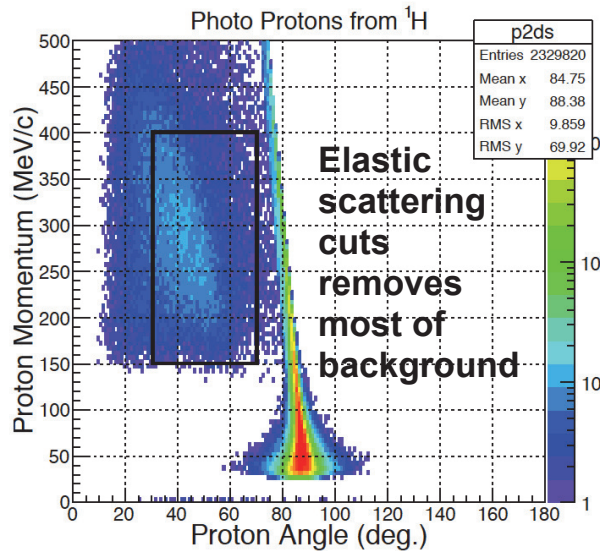 Photo Protons from ¹H
p2ds
Entries 2329820
Mean x 84.75
Mean y 88.38
RMS x 9.859
RMS y 69.92
Proton Momentum (MeV/c)
500
450
400
350
300
250
200
150
100
50
0
Elastic
scattering
cuts
removes
most of
background
0
10
10
1
0 20 40 60 80 100 120 140 160 180
Proton Angle (deg.)